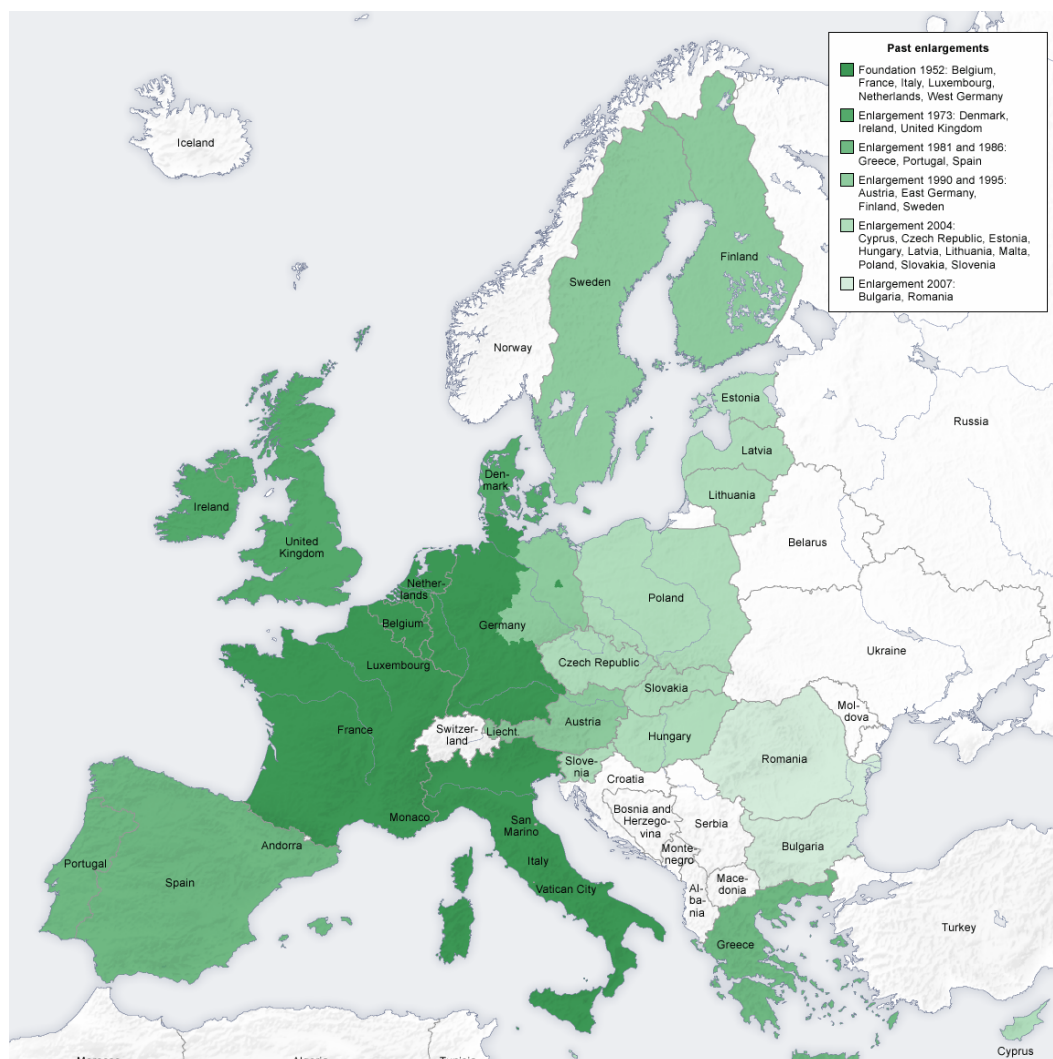 Past enlargements
Foundation 1952: Belgium,
France, Italy, Luxembourg,
Netherlands, West Germany
Enlargement 1973: Denmark,
Ireland, United Kingdom
Enlargement 1981 and 1986:
Greece, Portugal, Spain
Enlargement 1990 and 1995:
Austria, East Germany,
Finland, Sweden
Enlargement 2004:
Cyprus, Czech Republic, Estonia,
Hungary, Latvia, Lithuania, Malta,
Poland, Slovakia, Slovenia
Enlargement 2007:
Bulgaria, Romania
Iceland
Finland
Sweden
Norway
Estonia
Russia
Latvia
Den-
mark
Lithuania
Ireland
United
Kingdom
Belarus
Nether-
lands
Poland
Belgium
Germany
Ukraine
Luxembourg
Czech Republic
Slovakia
Mol-
dova
France
Switzer-
land
Liecht.
Austria
Hungary
Romania
Slove-
nia
Croatia
Monaco
San
Marino
Bosnia and
Herzego-
vina
Serbia
Andorra
Bulgaria
Portugal
Spain
Italy
Monte-
negro
Vatican City
Mace-
donia
Al-
ba-
nia
Greece
Turkey
Cyprus